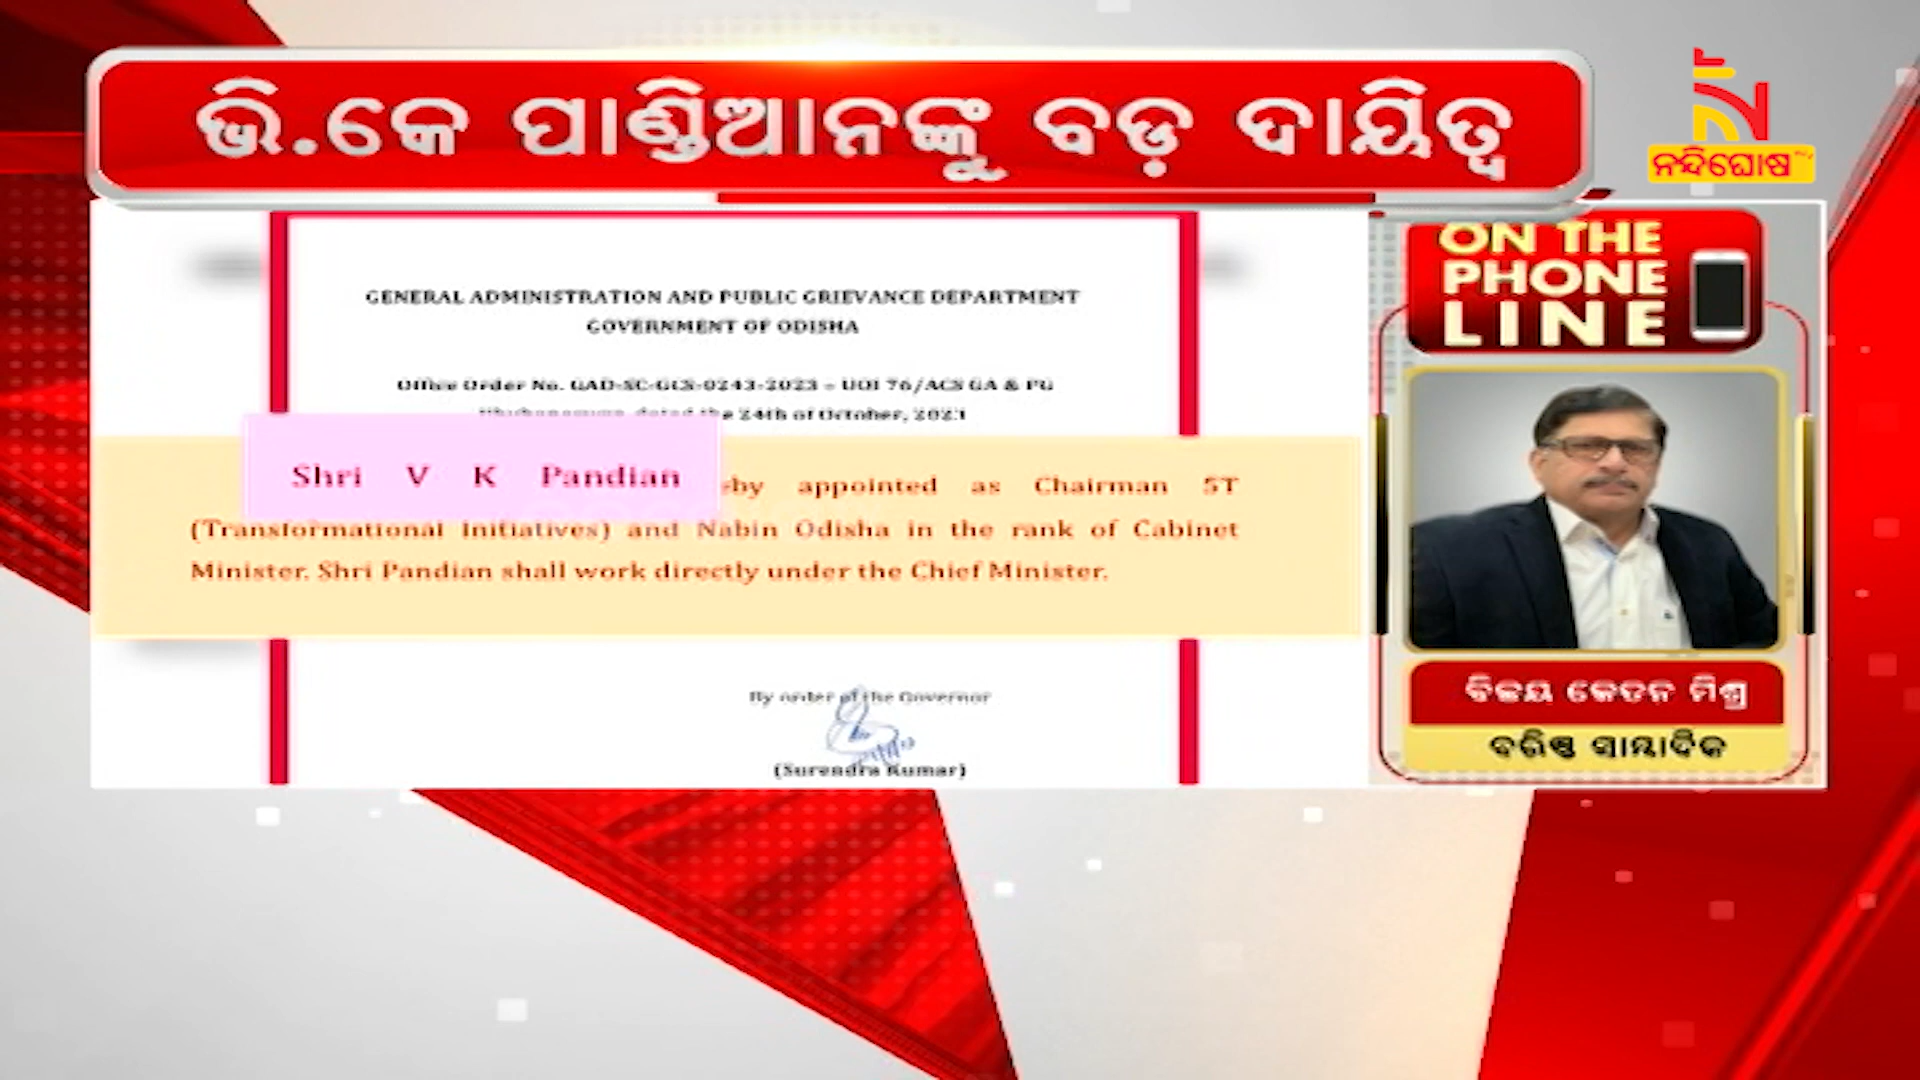 ଭି.କେ ପାଣ୍ଡିଆନଙ୍କୁ ବଡ଼ ଦାୟିତ୍ୱ
ନନ୍ଦିଘୋଷ
GENERAL ADMINISTRATION AND PUBLIC GRIEVANCE DEPARTMENT
GOVERNMENT OF ODISHA
Office Order No. GAD-SC-GCS-0243-2023 – UOI 76/ACS GA & PG
dated the 24th of October, 2023
Shri V K Pandian
eby appointed as Chairman 5T
(Transformational Initiatives) and Nabin Odisha in the rank of Cabinet
Minister. Shri Pandian shall work directly under the Chief Minister.
By order of the Governor
(Surendra Kumar)
ON THE
PHONE
LINE
ବିଜୟ କେତନ ମିଶ୍ର
ବରିଷ୍ଠ ସାମ୍ବାଦିକ